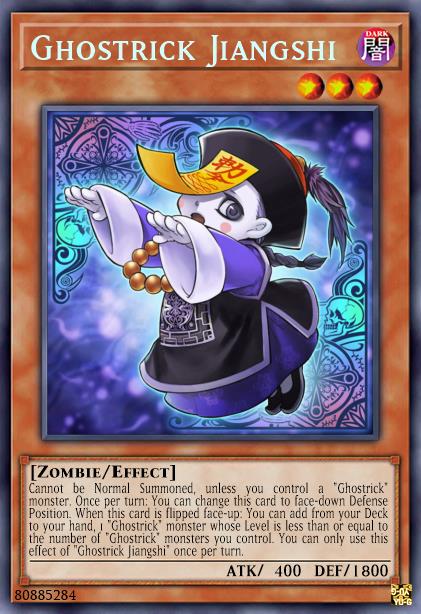 GHOSTRICK JIANGSHI
DARK
闇
勅令
[ZOMBIE/EFFECT]
Cannot be Normal Summoned, unless you control a "Ghostrick"
monster. Once per turn: You can change this card to face-down Defense
Position. When this card is flipped face-up: You can add from your Deck
to your hand, 1 "Ghostrick" monster whose Level is less than or equal to
the number of "Ghostrick" monsters you control. You can only use this
effect of "Ghostrick Jiangshi" once per turn.
ATK/ 400 DEF/1800
80885284